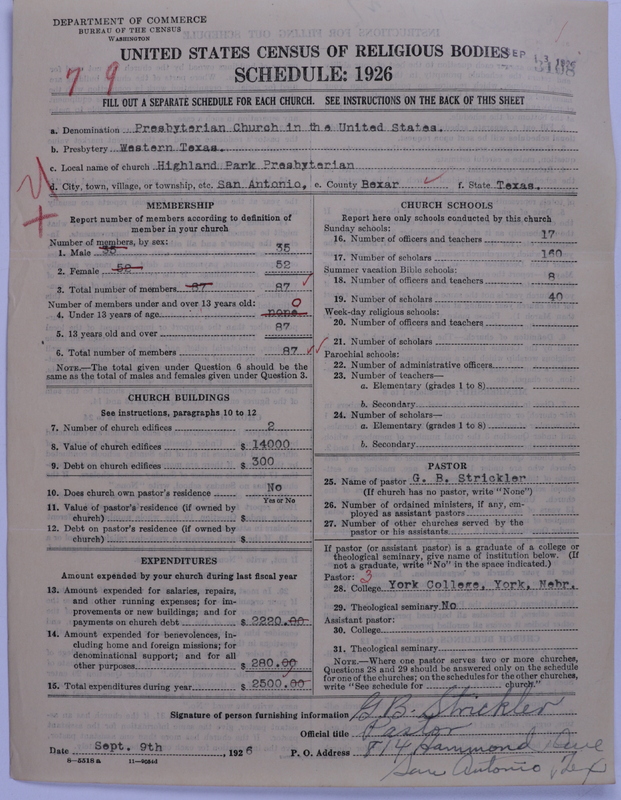 DEPARTMENT OF COMMERCE
BUREAU OF THE CENSUS
WASHINGTON
UNITED STATES CENSUS OF RELIGIOUS BODIES
SCHEDULE: 1926
7 9
FILL OUT A SEPARATE SCHEDULE FOR EACH CHURCH. SEE INSTRUCTIONS ON THE BACK OF THIS SHEET
a. Denomination Presbyterian Church in the United States.
b. Presbytery Western Texas.
c. Local name of church Highland Park Presbyterian
d. City, town, village, or township, etc. San Antonio, e. County Bexar f. State Texas.
MEMBERSHIP
Report number of members according to definition of
member in your church
Number of members, by sex:
1. Male 35 35
2. Female 52 52
3. Total number of members 87 87
Number of members under and over 13 years old: 0
4. Under 13 years of age none
5. 13 years old and over 87
6. Total number of members 87
NOTE.—The total given under Question 6 should be
the same as the total of males and females given under Question 3.
CHURCH BUILDINGS
See instructions, paragraphs 10 to 12
7. Number of church edifices 2
8. Value of church edifices $ 14000
9. Debt on church edifices $ 300
10. Does church own pastor's residence No
Yes or No
11. Value of pastor's residence (if owned by
church) $
12. Debt on pastor's residence (if owned by
church) $
EXPENDITURES
Amount expended by your church during last fiscal year
13. Amount expended for salaries, repairs,
and other running expenses; for im-
provements or new buildings; and for
payments on church debt $ 2220.00
14. Amount expended for benevolences, in-
cluding home and foreign missions; for
denominational support; and for all
other purposes $ 280.00
15. Total expenditures during year $ 2500.00
CHURCH SCHOOLS
Report here only schools conducted by this church
Sunday schools:
16. Number of officers and teachers 17
17. Number of scholars 160
Summer vacation Bible schools:
18. Number of officers and teachers 8
19. Number of scholars 40
Week-day religious schools:
20. Number of officers and teachers
21. Number of scholars
Parochial schools:
22. Number of administrative officers
23. Number of teachers—
a. Elementary (grades 1 to 8)
b. Secondary
24. Number of scholars—
a. Elementary (grades 1 to 8)
b. Secondary
PASTOR
25. Name of pastor G. B. Strickler
(If church has no pastor, write "None")
26. Number of ordained ministers, if any, em-
ployed as assistant pastors
27. Number of other churches served by the
pastor or his assistants
If pastor (or assistant pastor) is a graduate of a college or
theological seminary, give name of institution below. (If
not a graduate, write "No" in the space indicated.)
Pastor: 3
28. College York College, York, Nebr.
29. Theological seminary No
Assistant pastor:
30. College
31. Theological seminary
NOTE.—Where one pastor serves two or more churches,
Questions 28 and 29 should be answered only on the schedule
for one of the churches; on the schedules for the other churches,
write "See schedule for church."
Signature of person furnishing information G. B. Strickler
Official title Pastor
Date Sept. 9th 1926 P. O. Address 814 Hammond Ave
San Antonio, Tex
8—5518a 11—9054d